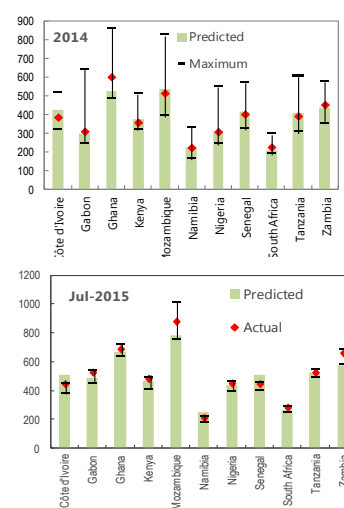 900
800
700
600
500
400
300
200
100
0
2014
Predicted
Maximum
Côte d'Ivoire
Gabon
Ghana
Kenya
Mozambique
Namibia
Nigeria
Senegal
South Africa
Tanzania
Zambia
1200
1000
800
600
400
200
0
Jul-2015
Predicted
Actual
Côte d'Ivoire
Gabon
Ghana
Kenya
Mozambique
Namibia
Nigeria
Senegal
South Africa
Tanzania
Zambia